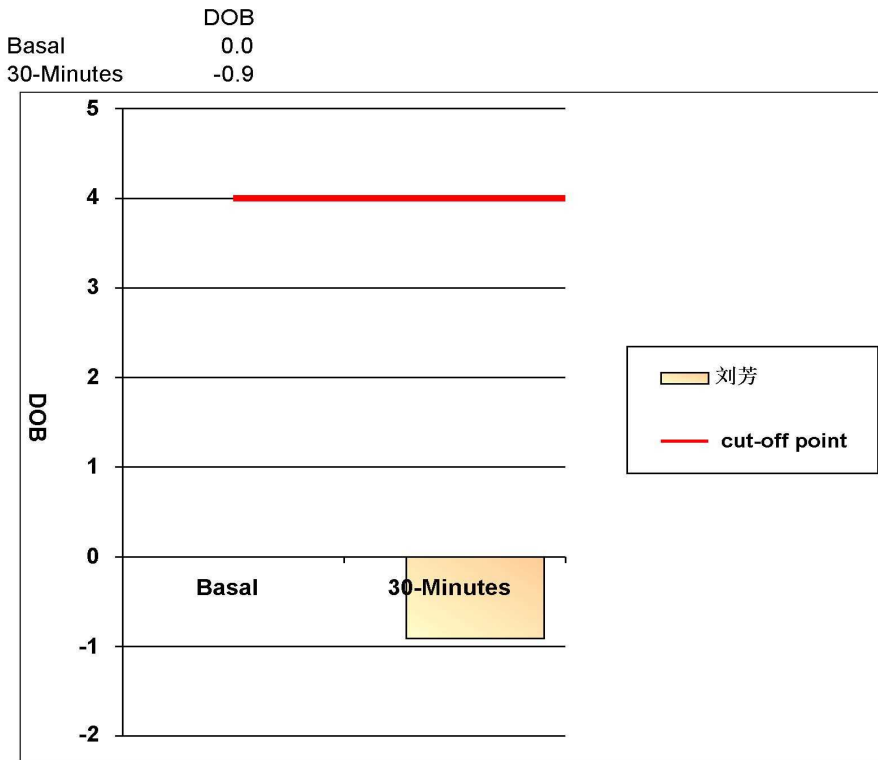 DOB
Basal 0.0
30-Minutes -0.9
5
4
3
2
1
0
-1
-2
DOB
Basal 30-Minutes
刘芳
cut-off point